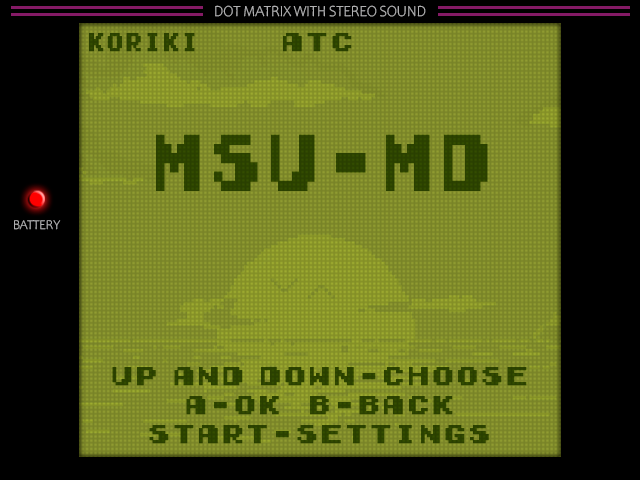 DOT MATRIX WITH STEREO SOUND
KORIKI ATC
MSU-MD
BATTERY
UP AND DOWN-CHOOSE
A-OK B-BACK
START-SETTINGS